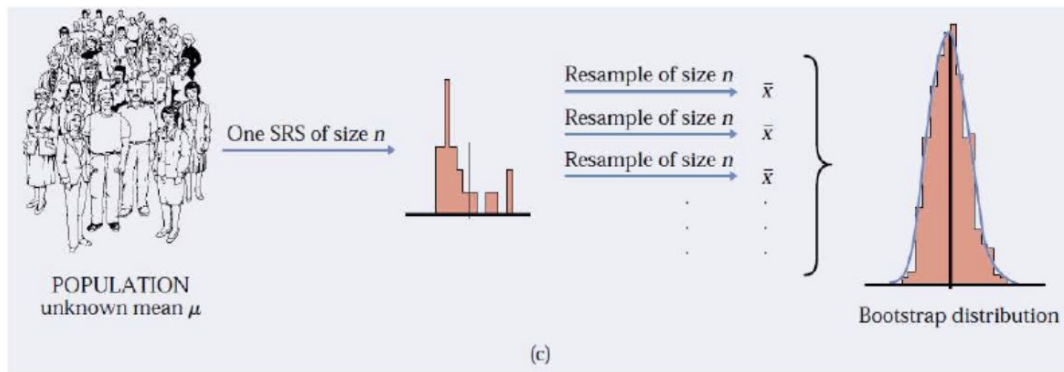 One SRS of size n
Resample of size n
x̄
Resample of size n
x̄
Resample of size n
x̄
POPULATION
unknown mean μ
Bootstrap distribution
(c)